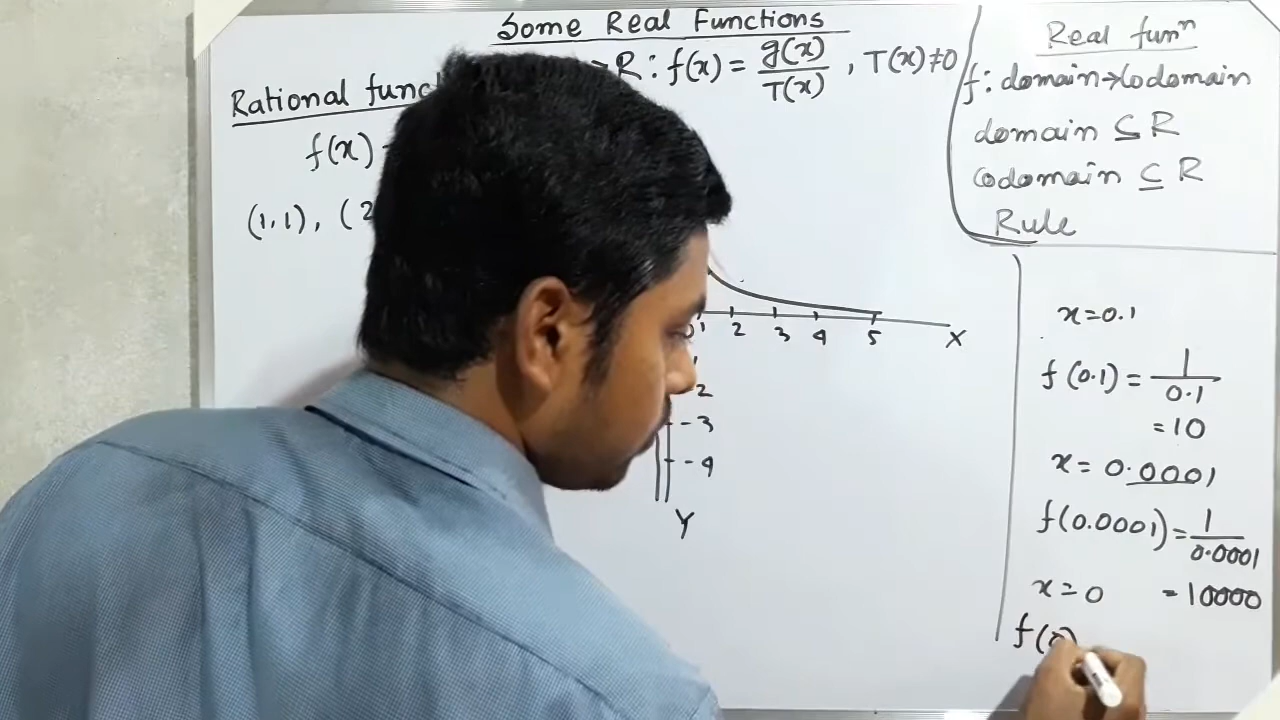 Some Real Functions
Rational func R : f(x) = g(x)/T(x) , T(x)≠0
f(x)
(1,1), (2
1 2 3 4 5 X
-2
-3
-4
Y
Real funⁿ
f: domain→Codomain
domain ⊆ R
Codomain ⊆ R
Rule
x=0.1
f(0.1) = 1/0.1
= 10
x = 0.0001
f(0.0001) = 1/0.0001
x = 0 = 10000
f(0)